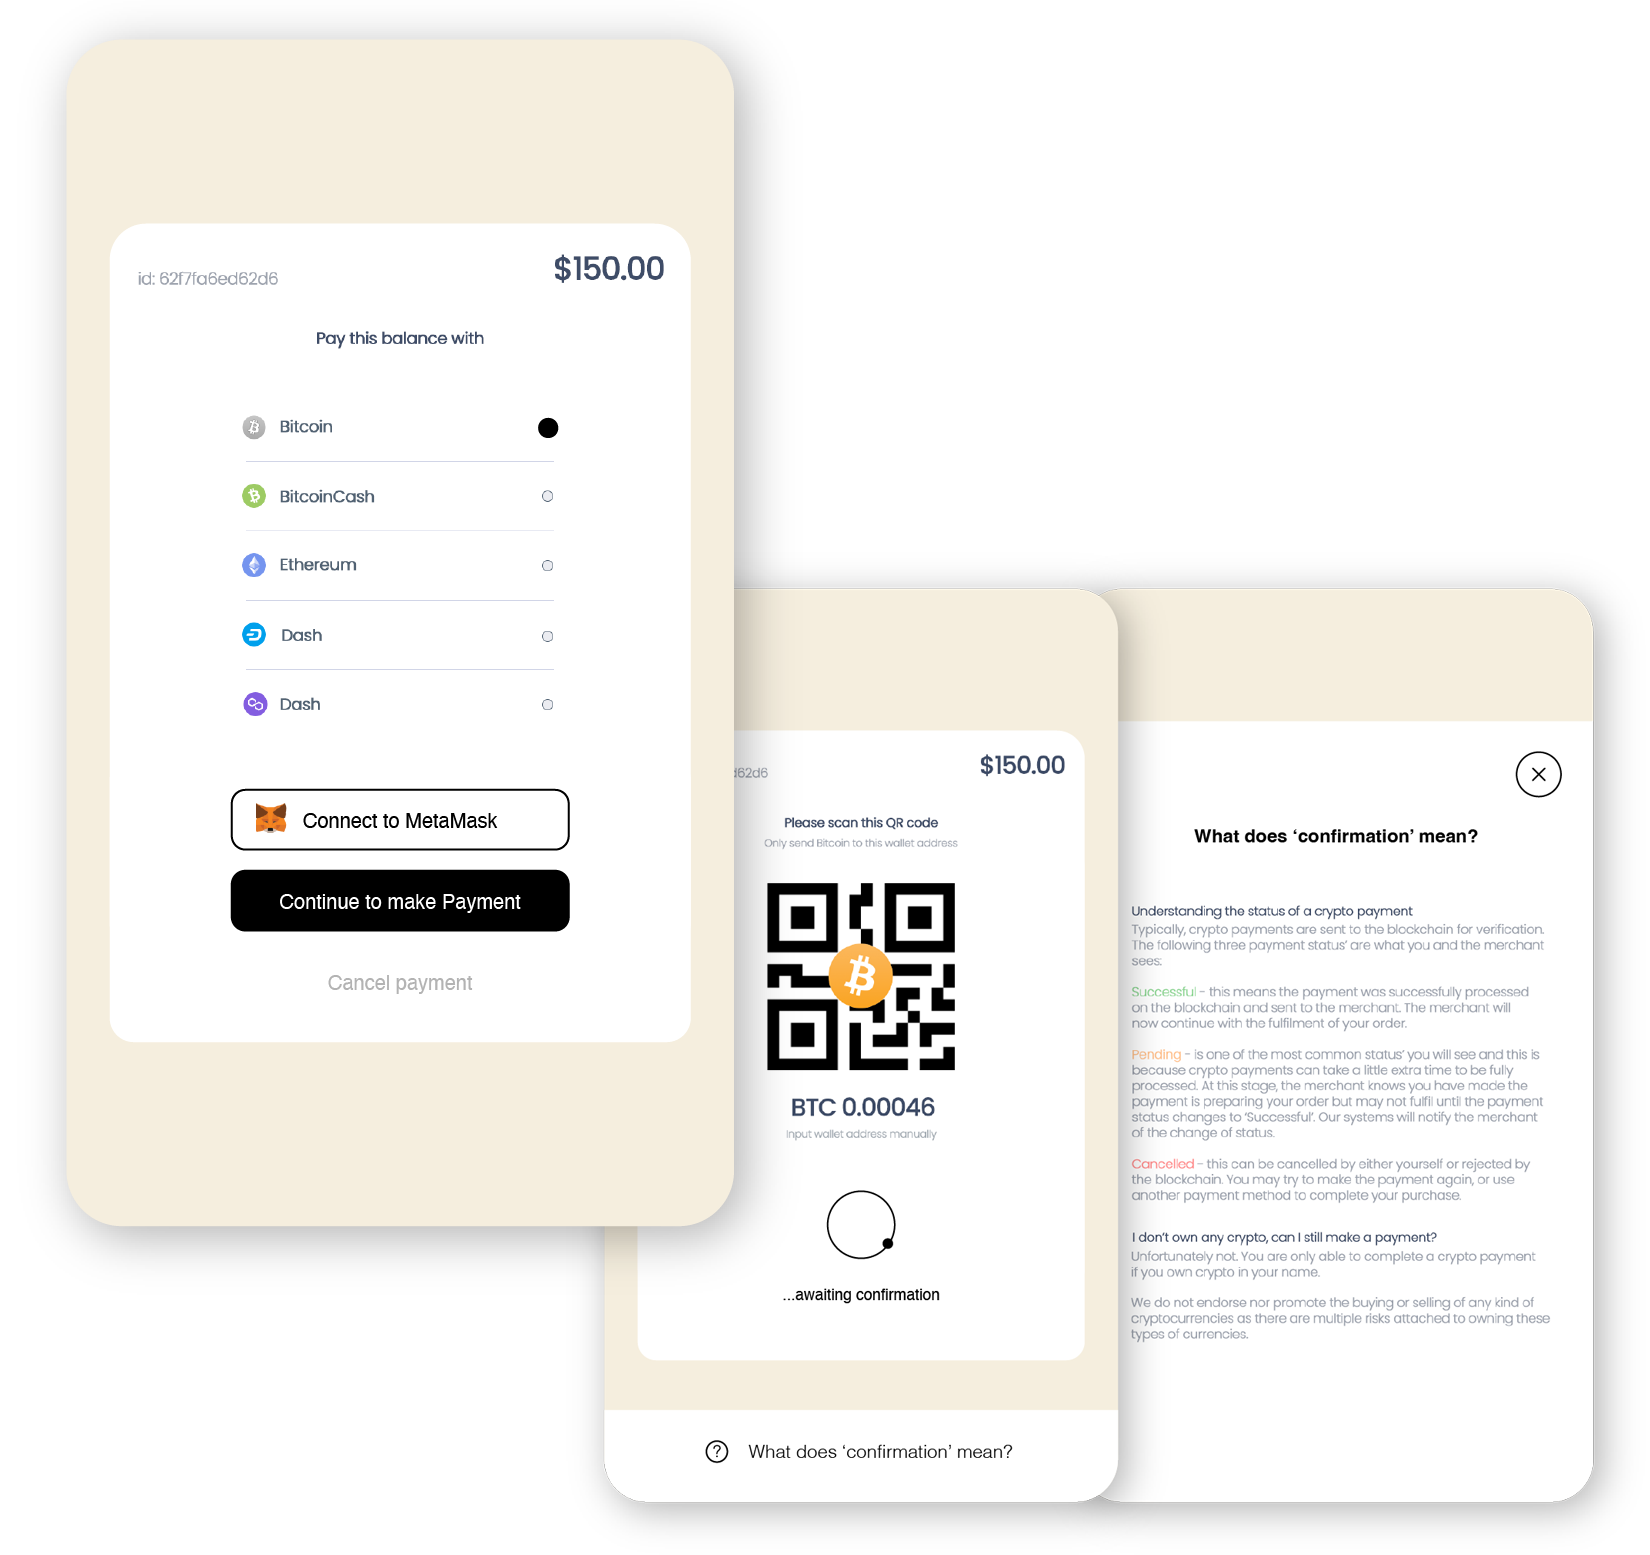 id: 62f7fa6ed62d6
$150.00
Pay this balance with
Bitcoin
BitcoinCash
Ethereum
Dash
Dash
Connect to MetaMask
Continue to make Payment
Cancel payment
d62d6
$150.00
Please scan this QR code
Only send Bitcoin to this wallet address
BTC 0.00046
Input wallet address manually
...awaiting confirmation
? What does ‘confirmation’ mean?
What does ‘confirmation’ mean?
Understanding the status of a crypto payment
Typically, crypto payments are sent to the blockchain for verification.
The following three payment status’ are what you and the merchant
sees:
Successful - this means the payment was successfully processed
on the blockchain and sent to the merchant. The merchant will
now continue with the fulfilment of your order.
Pending - is one of the most common status’ you will see and this is
because crypto payments can take a little extra time to be fully
processed. At this stage, the merchant knows you have made the
payment is preparing your order but may not fulfil until the payment
status changes to ‘Successful’. Our systems will notify the merchant
of the change of status.
Cancelled - this can be cancelled by either yourself or rejected by
the blockchain. You may try to make the payment again, or use
another payment method to complete your purchase.
I don’t own any crypto, can I still make a payment?
Unfortunately not. You are only able to complete a crypto payment
if you own crypto in your name.
We do not endorse nor promote the buying or selling of any kind of
cryptocurrencies as there are multiple risks attached to owning these
types of currencies.